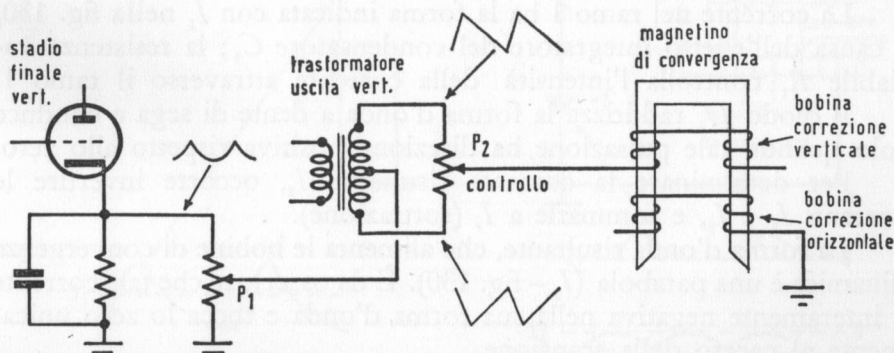 stadio
finale
vert.
trasformatore
uscita vert.
magnetino
di convergenza
bobina
correzione
verticale
P2
controllo
bobina
correzione
orizzontale
P1